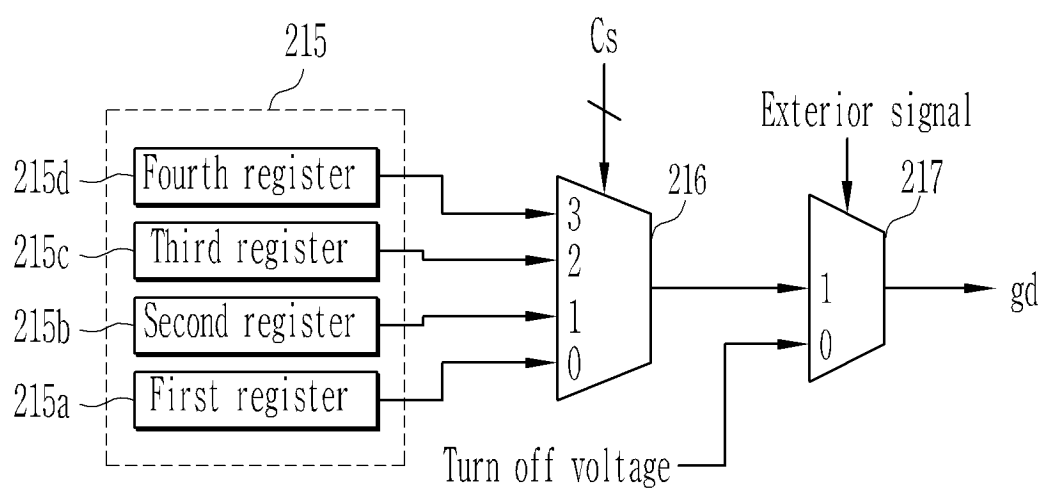 215
Cs
Exterior signal
215d
Fourth register
216
217
3
215c
Third register
2
1
gd
215b
Second register
1
0
0
215a
First register
Turn off voltage